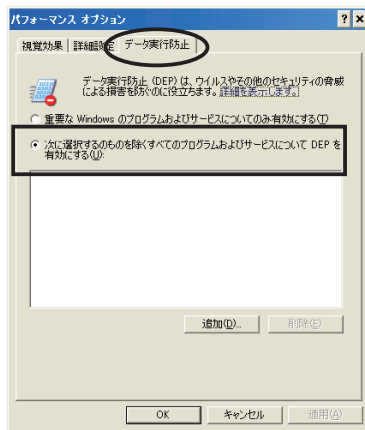 パフォーマンス オプション
視覚効果 詳細設定 データ実行防止
データ実行防止 (DEP) は、ウイルスやその他のセキュリティの脅威
による損害を防ぐのに役立ちます。詳細を表示します。
重要な Windows のプログラムおよびサービスについてのみ有効にする(T)
次に選択するのものを除くすべてのプログラムおよびサービスについて DEP を
有効にする(U):
追加(D)... 削除(E)
OK キャンセル 適用(A)